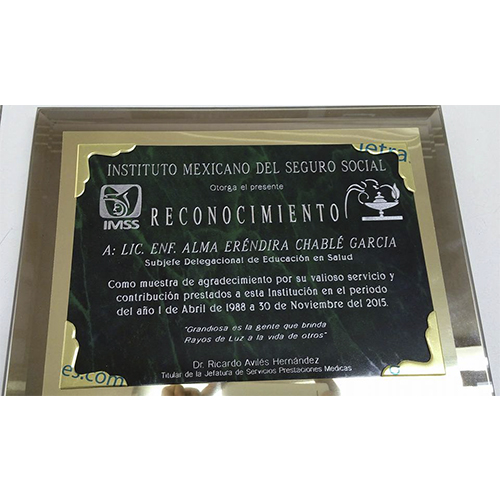 etra.
INSTITUTO MEXICANO DEL SEGURO SOCIAL
Otorga el presente
IMSS
RECONOCIMIENTO
A: LIC. ENF. ALMA ERÉNDIRA CHABLÉ GARCIA
Subjefe Delegacional de Educación en Salud
Como muestra de agradecimiento por su valioso servicio y
contribución prestados a esta Institución en el periodo
del año 1 de Abril de 1988 a 30 de Noviembre del 2015.
"Grandiosa es la gente que brinda
Rayos de Luz a la vida de otros"
Dr. Ricardo Avilés Hernández
Titular de la Jefatura de Servicios Prestaciones Medicas
es.com